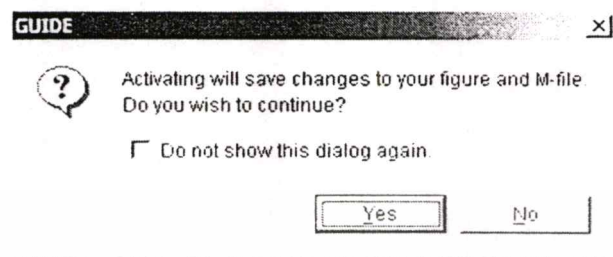 GUIDE
Activating will save changes to your figure and M-file.
Do you wish to continue?
Do not show this dialog again.
Yes No